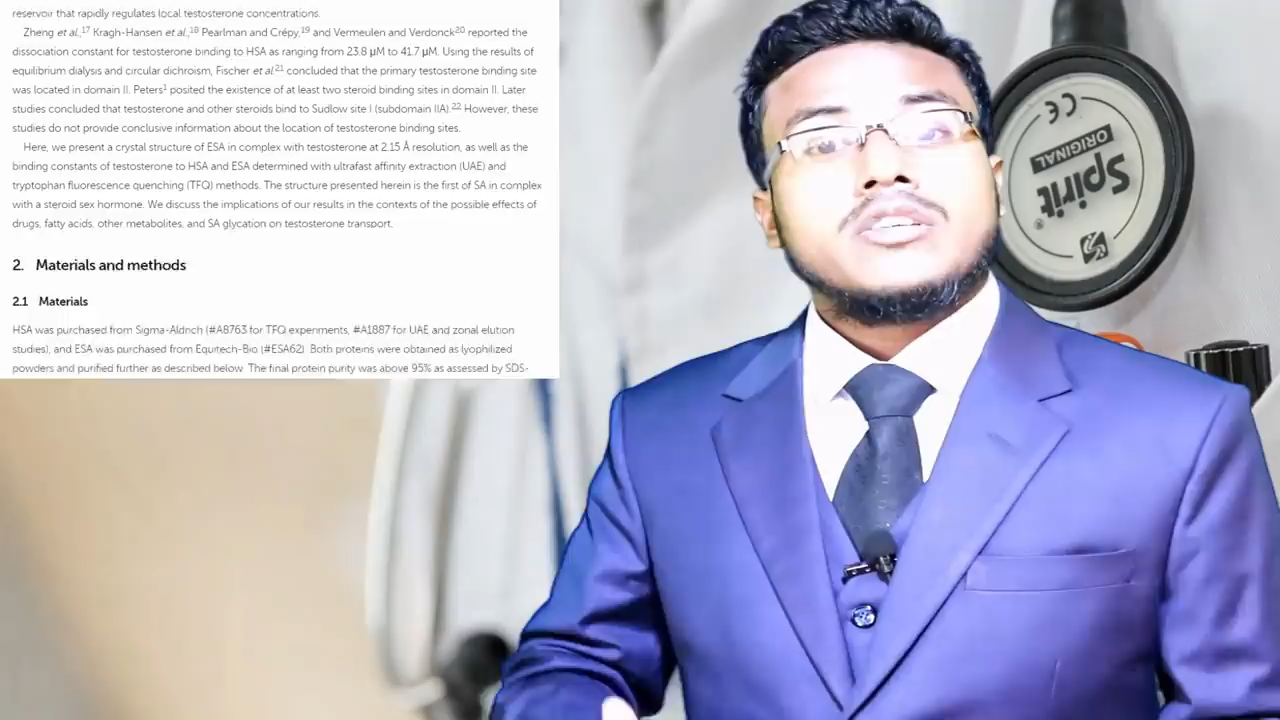 reservoir that rapidly regulates local testosterone concentrations.
Zheng et al.,17 Kragh-Hansen et al.,18 Pearlman and Crépy,19 and Vermeulen and Verdonck20 reported the
dissociation constant for testosterone binding to HSA as ranging from 23.8 μM to 41.7 μM. Using the results of
equilibrium dialysis and circular dichroism, Fischer et al.21 concluded that the primary testosterone binding site
was located in domain II. Peters1 posited the existence of at least two steroid binding sites in domain II. Later
studies concluded that testosterone and other steroids bind to Sudlow site I (subdomain IIA).22 However, these
studies do not provide conclusive information about the location of testosterone binding sites.
Here, we present a crystal structure of ESA in complex with testosterone at 2.15 Å resolution, as well as the
binding constants of testosterone to HSA and ESA determined with ultrafast affinity extraction (UAE) and
tryptophan fluorescence quenching (TFQ) methods. The structure presented herein is the first of SA in complex
with a steroid sex hormone. We discuss the implications of our results in the contexts of the possible effects of
drugs, fatty acids, other metabolites, and SA glycation on testosterone transport.
2. Materials and methods
2.1 Materials
HSA was purchased from Sigma-Aldrich (#A8763 for TFQ experiments, #A1887 for UAE and zonal elution
studies), and ESA was purchased from Equitech-Bio (#ESA62). Both proteins were obtained as lyophilized
powders and purified further as described below. The final protein purity was above 95% as assessed by SDS-
CE
ORIGINAL
Spirit®